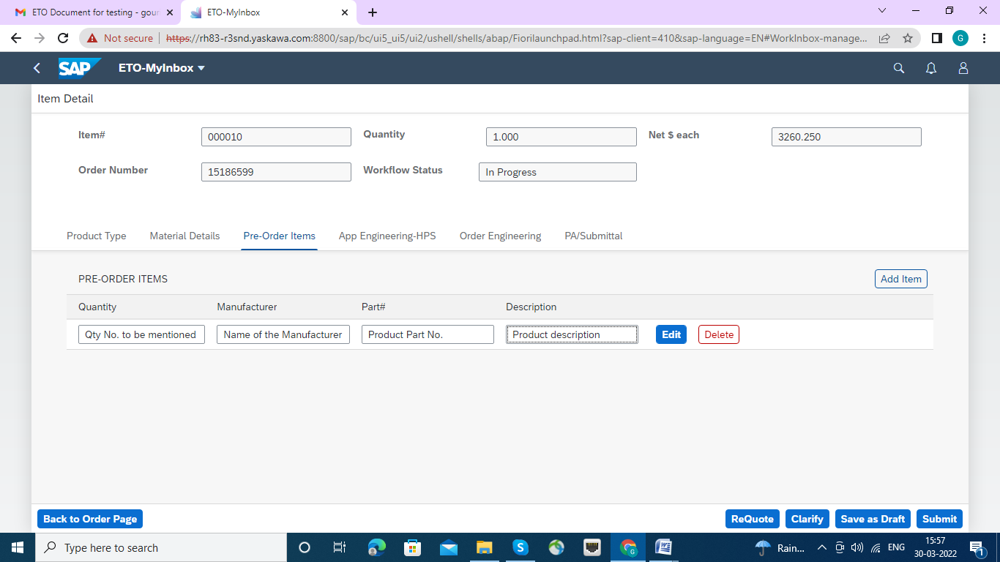 ETO Document for testing - gour
ETO-MyInbox
Not secure
https://rh83-r3snd.yaskawa.com:8800/sap/bc/ui5_ui5/ui2/ushell/shells/abap/Fiorilaunchpad.html?sap-client=410&sap-language=EN#WorkInbox-manage...
G
SAP
ETO-MyInbox
Item Detail
Item# 000010 Quantity 1.000 Net $ each 3260.250
Order Number 15186599 Workflow Status In Progress
Product Type Material Details Pre-Order Items App Engineering-HPS Order Engineering PA/Submittal
PRE-ORDER ITEMS Add Item
Quantity Manufacturer Part# Description
Qty No. to be mentioned Name of the Manufacturer Product Part No. Product description Edit Delete
Back to Order Page ReQuote Clarify Save as Draft Submit
Type here to search
Rain... ENG 15:57
30-03-2022
1